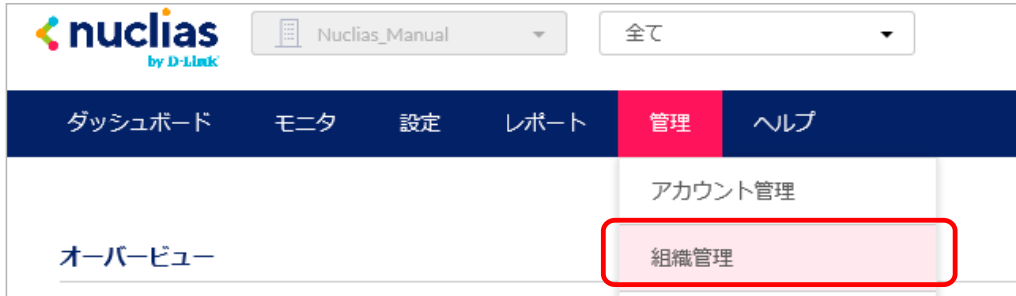 nuclias Nuclias_Manual 全て
by D-Link
ダッシュボード モニタ 設定 レポート 管理 ヘルプ
アカウント管理
オーバービュー 組織管理